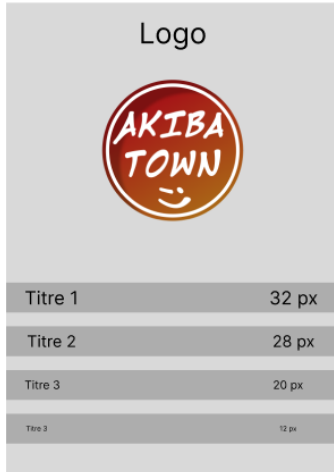 Logo
AKIBA
TOWN
Titre 1 32 px
Titre 2 28 px
Titre 3 20 px
Titre 3 12 px